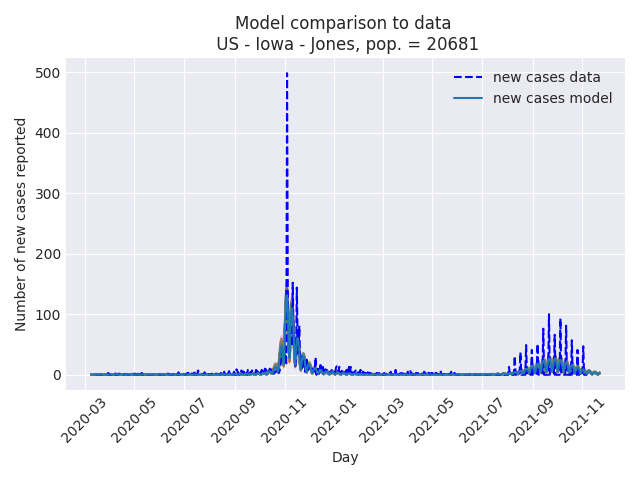 Model comparison to data
US - Iowa - Jones, pop. = 20681
new cases data
new cases model
Number of new cases reported
500
400
300
200
100
0
2020-03
2020-05
2020-07
2020-09
2020-11
2021-01
2021-03
2021-05
2021-07
2021-09
2021-11
Day